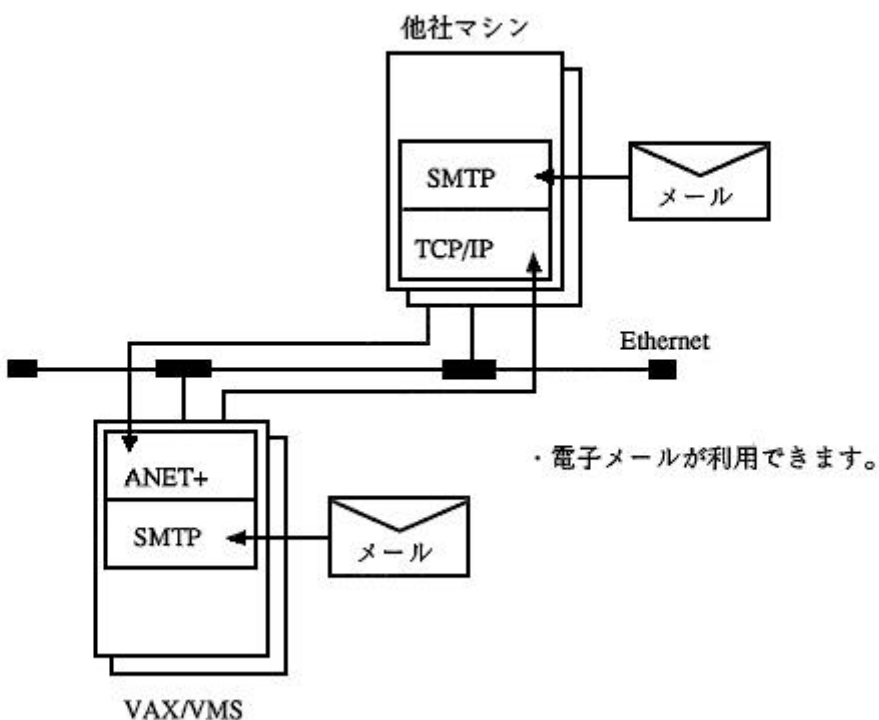 他社マシン
SMTP
メール
TCP/IP
Ethernet
・電子メールが利用できます。
ANET+
SMTP
メール
VAX/VMS